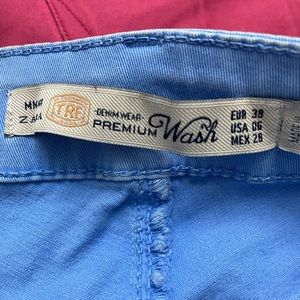 TRF
DENIM WEAR
PREMIUM Wash
EUR 38
USA 06
MEX 28